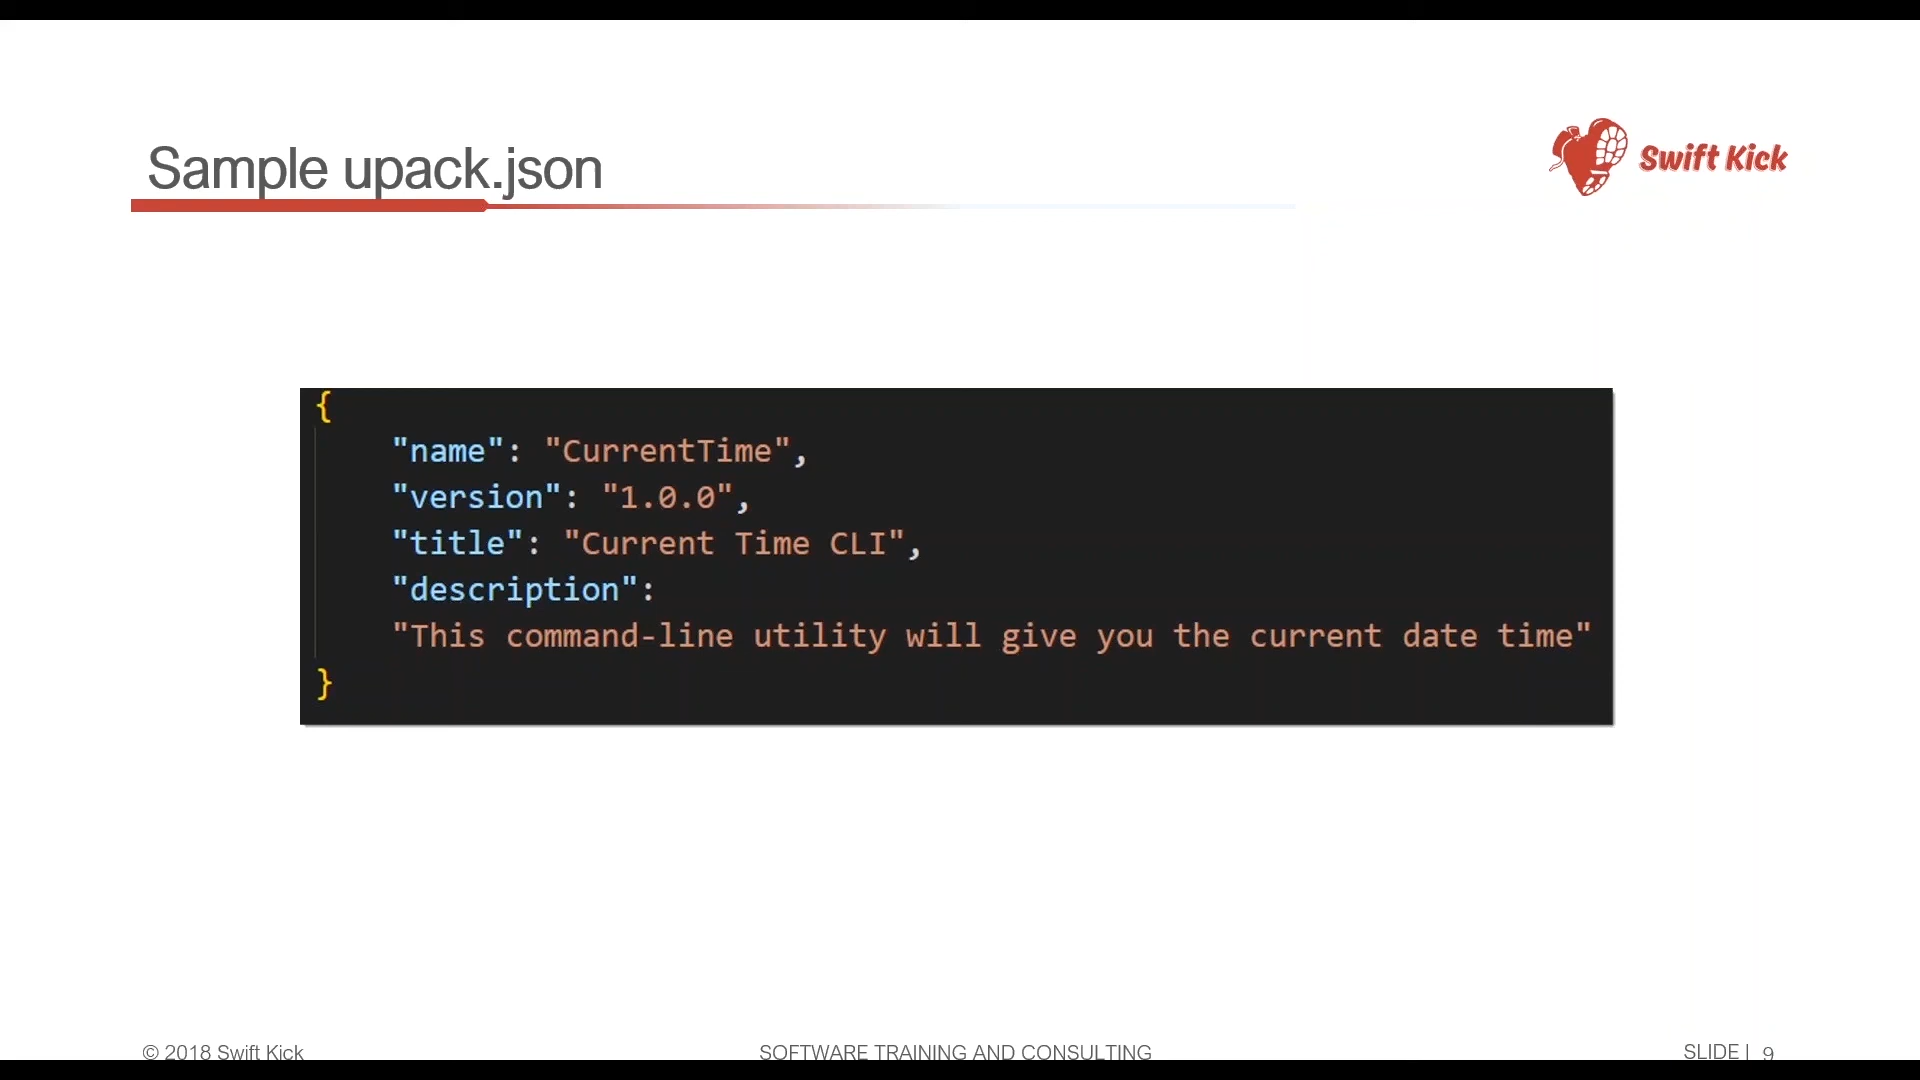 Sample upack.json
Swift Kick
{
"name": "CurrentTime",
"version": "1.0.0",
"title": "Current Time CLI",
"description":
"This command-line utility will give you the current date time"
}
© 2018 Swift Kick
SOFTWARE TRAINING AND CONSULTING
SLIDE | 9